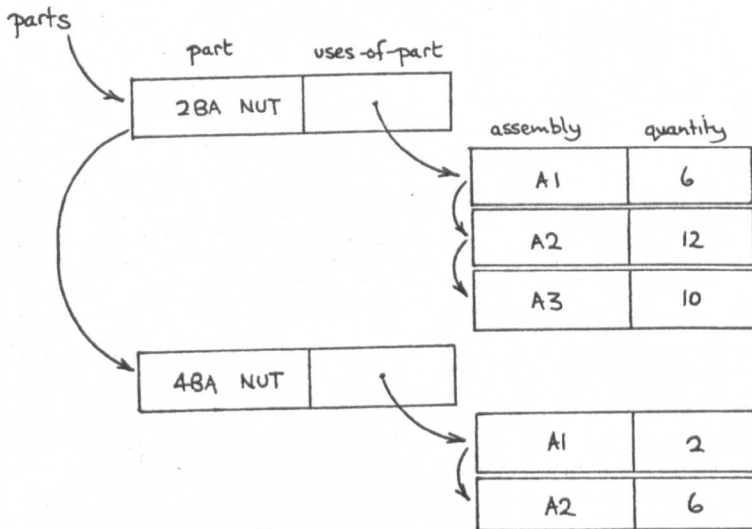 parts
part uses-of-part
2BA NUT
assembly quantity
A1 6
A2 12
A3 10
4BA NUT
A1 2
A2 6